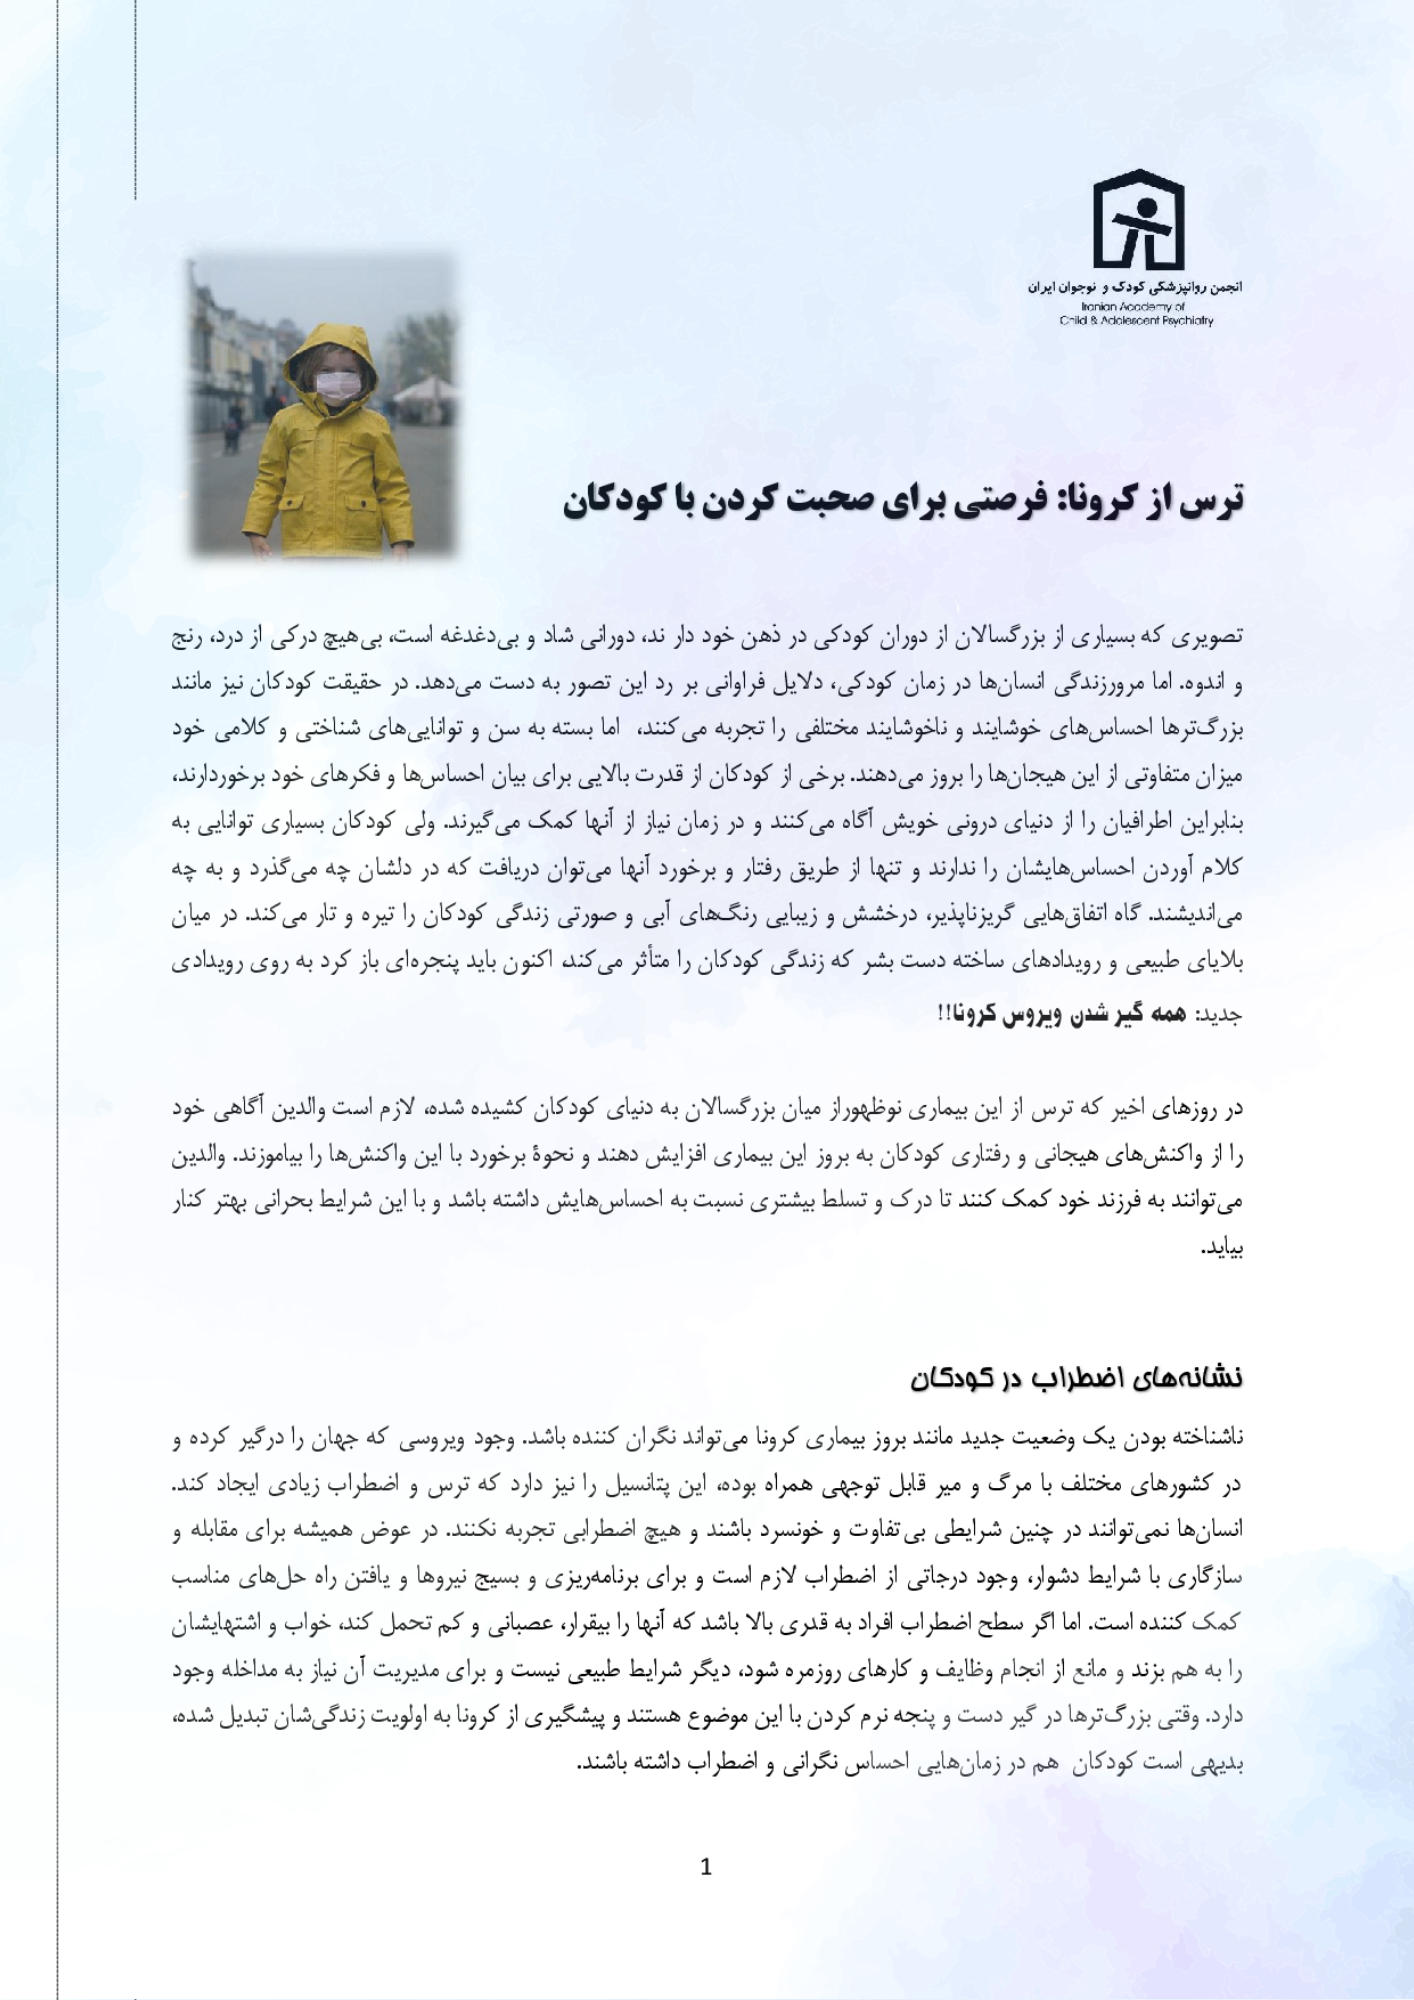 انجمن روانپزشکی کودک و نوجوان ایران
Iranian Academy of
Child & Adolescent Psychiatry
ترس از کرونا: فرصتی برای صحبت کردن با کودکان
تصویری که بسیاری از بزرگسالان از دوران کودکی در ذهن خود دار ند، دورانی شاد و بی‌دغدغه است، بی‌هیچ درکی از درد، رنج
و اندوه. اما مرورزندگی انسان‌ها در زمان کودکی، دلایل فراوانی بر رد این تصور به دست می‌دهد. در حقیقت کودکان نیز مانند
بزرگ‌ترها احساس‌های خوشایند و ناخوشایند مختلفی را تجربه می‌کنند، اما بسته به سن و توانایی‌های شناختی و کلامی خود
میزان متفاوتی از این هیجان‌ها را بروز می‌دهند. برخی از کودکان از قدرت بالایی برای بیان احساس‌ها و فکرهای خود برخوردارند،
بنابراین اطرافیان را از دنیای درونی خویش آگاه می‌کنند و در زمان نیاز از آنها کمک می‌گیرند. ولی کودکان بسیاری توانایی به
کلام آوردن احساس‌هایشان را ندارند و تنها از طریق رفتار و برخورد آنها می‌توان دریافت که در دلشان چه می‌گذرد و به چه
می‌اندیشند. گاه اتفاق‌هایی گریزناپذیر، درخشش و زیبایی رنگ‌های آبی و صورتی زندگی کودکان را تیره و تار می‌کند. در میان
بلایای طبیعی و رویدادهای ساخته دست بشر که زندگی کودکان را متأثر می‌کند، اکنون باید پنجره‌ای باز کرد به روی رویدادی
جدید: همه گیر شدن ویروس کرونا!!
در روزهای اخیر که ترس از این بیماری نوظهوراز میان بزرگسالان به دنیای کودکان کشیده شده، لازم است والدین آگاهی خود
را از واکنش‌های هیجانی و رفتاری کودکان به بروز این بیماری افزایش دهند و نحوۀ برخورد با این واکنش‌ها را بیاموزند. والدین
می‌توانند به فرزند خود کمک کنند تا درک و تسلط بیشتری نسبت به احساس‌هایش داشته باشد و با این شرایط بحرانی بهتر کنار
بیاید.
نشانه‌های اضطراب در کودکان
ناشناخته بودن یک وضعیت جدید مانند بروز بیماری کرونا می‌تواند نگران کننده باشد. وجود ویروسی که جهان را درگیر کرده و
در کشورهای مختلف با مرگ و میر قابل توجهی همراه بوده، این پتانسیل را نیز دارد که ترس و اضطراب زیادی ایجاد کند.
انسان‌ها نمی‌توانند در چنین شرایطی بی‌تفاوت و خونسرد باشند و هیچ اضطرابی تجربه نکنند. در عوض همیشه برای مقابله و
سازگاری با شرایط دشوار، وجود درجاتی از اضطراب لازم است و برای برنامه‌ریزی و بسیج نیروها و یافتن راه حل‌های مناسب
کمک کننده است. اما اگر سطح اضطراب افراد به قدری بالا باشد که آنها را بیقرار، عصبانی و کم تحمل کند، خواب و اشتهایشان
را به هم بزند و مانع از انجام وظایف و کارهای روزمره شود، دیگر شرایط طبیعی نیست و برای مدیریت آن نیاز به مداخله وجود
دارد. وقتی بزرگ‌ترها در گیر دست و پنجه نرم کردن با این موضوع هستند و پیشگیری از کرونا به اولویت زندگی‌شان تبدیل شده،
بدیهی است کودکان هم در زمان‌هایی احساس نگرانی و اضطراب داشته باشند.
1